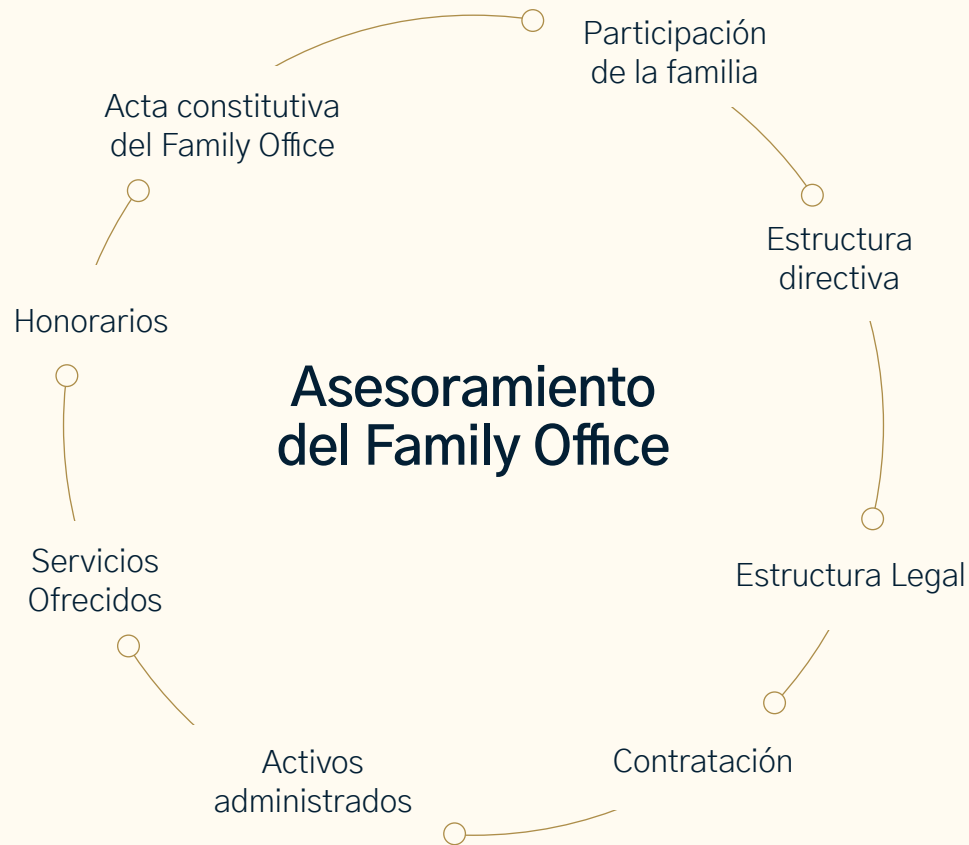 Participación
de la familia
Acta constitutiva
del Family Office
Estructura
directiva
Honorarios
Asesoramiento
del Family Office
Servicios
Ofrecidos
Estructura Legal
Activos
administrados
Contratación